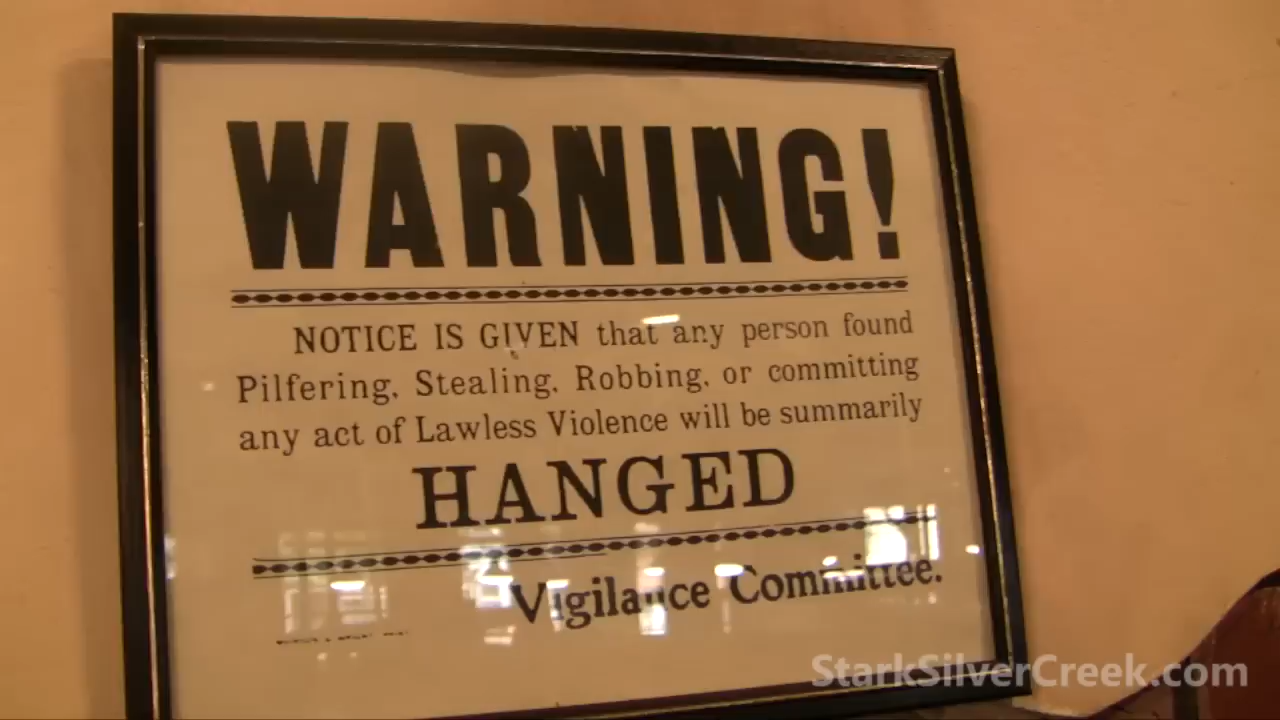 WARNING!
NOTICE IS GIVEN that any person found
Pilfering, Stealing, Robbing, or committing
any act of Lawless Violence will be summarily
HANGED
Vigilance Committee.
StarkSilverCreek.com